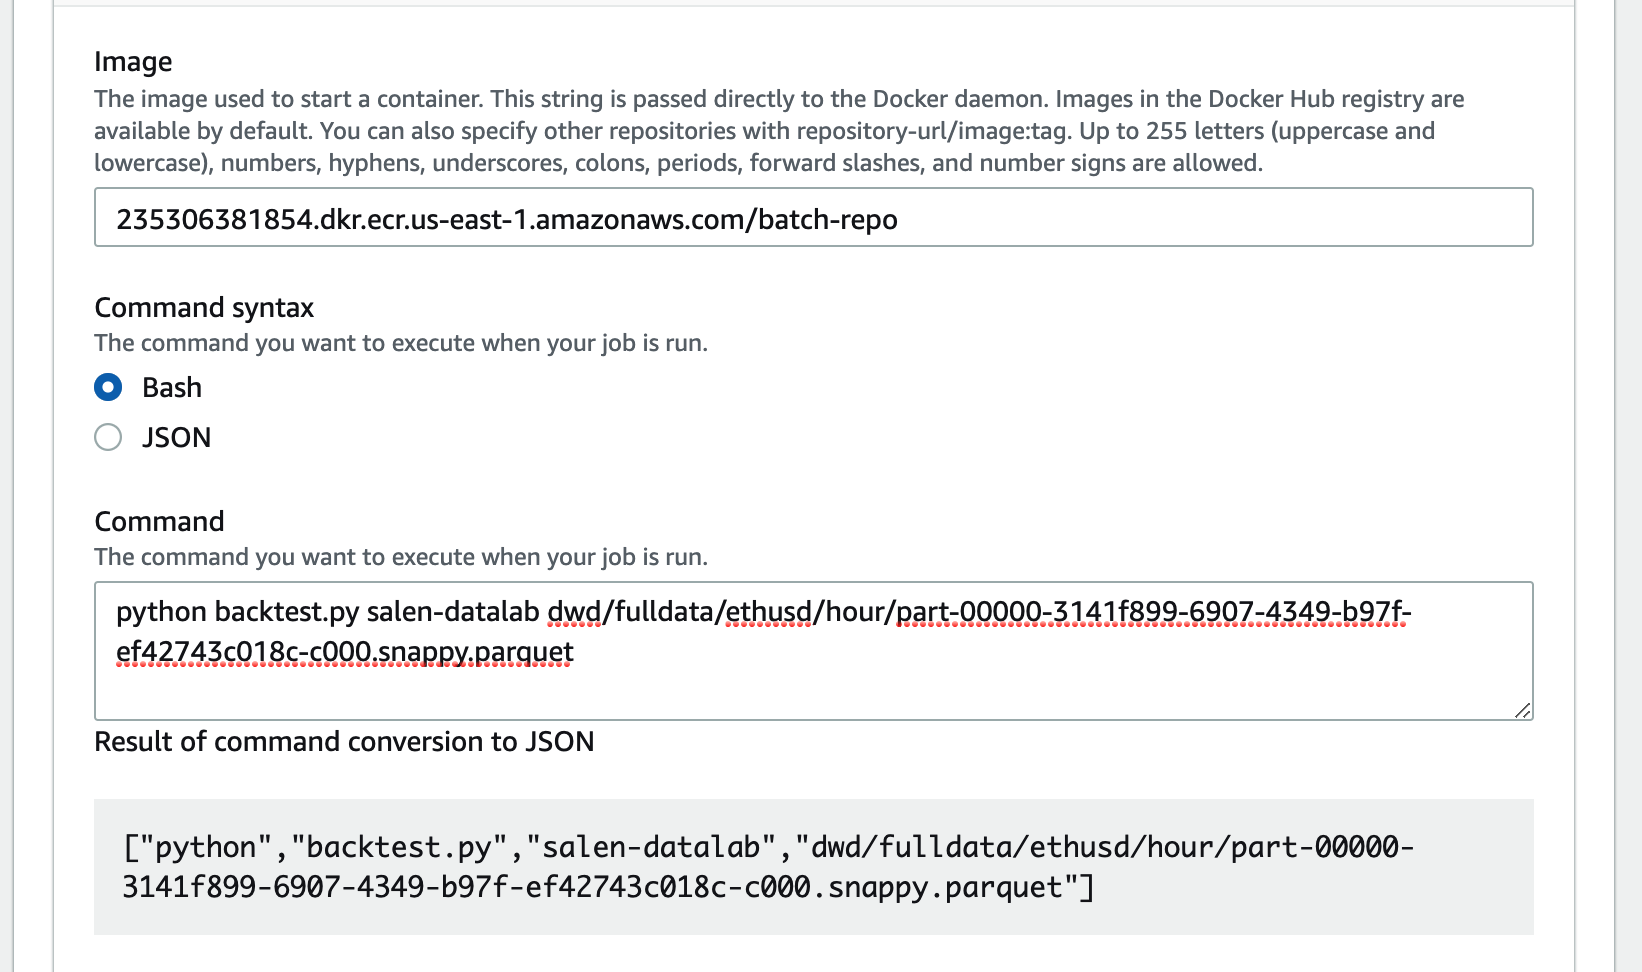 Image
The image used to start a container. This string is passed directly to the Docker daemon. Images in the Docker Hub registry are
available by default. You can also specify other repositories with repository-url/image:tag. Up to 255 letters (uppercase and
lowercase), numbers, hyphens, underscores, colons, periods, forward slashes, and number signs are allowed.
235306381854.dkr.ecr.us-east-1.amazonaws.com/batch-repo
Command syntax
The command you want to execute when your job is run.
Bash
JSON
Command
The command you want to execute when your job is run.
python backtest.py salen-datalab dwd/fulldata/ethusd/hour/part-00000-3141f899-6907-4349-b97f-
ef42743c018c-c000.snappy.parquet
Result of command conversion to JSON
["python","backtest.py","salen-datalab","dwd/fulldata/ethusd/hour/part-00000-
3141f899-6907-4349-b97f-ef42743c018c-c000.snappy.parquet"]